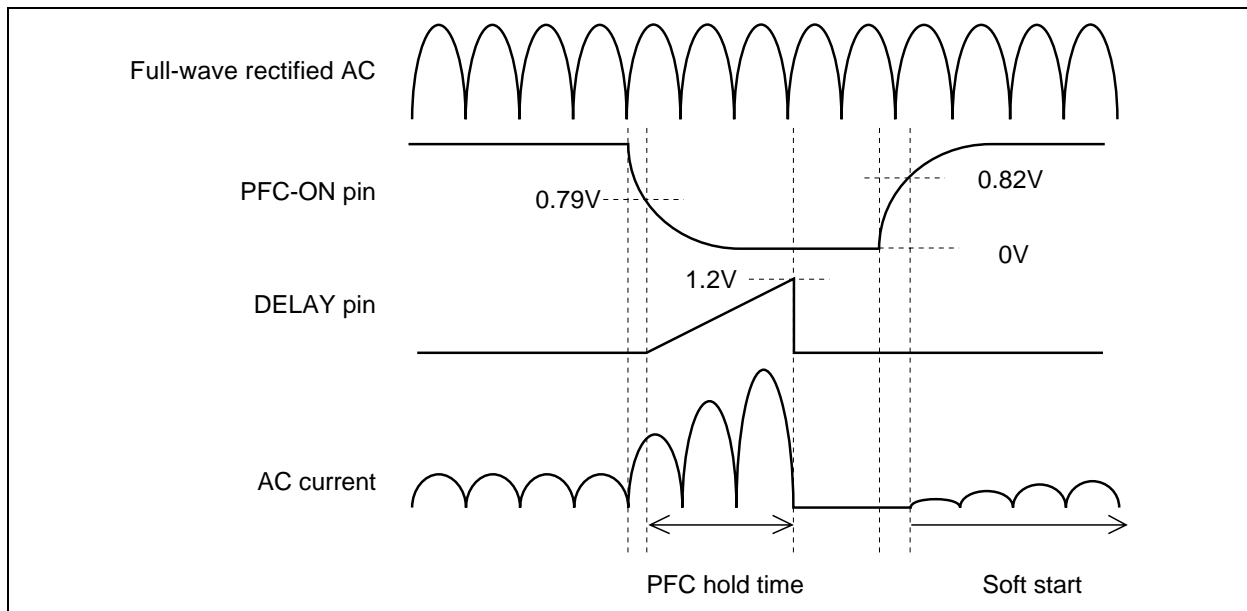 Full-wave rectified AC
PFC-ON pin
0.79V
0.82V
0V
1.2V
DELAY pin
AC current
PFC hold time
Soft start